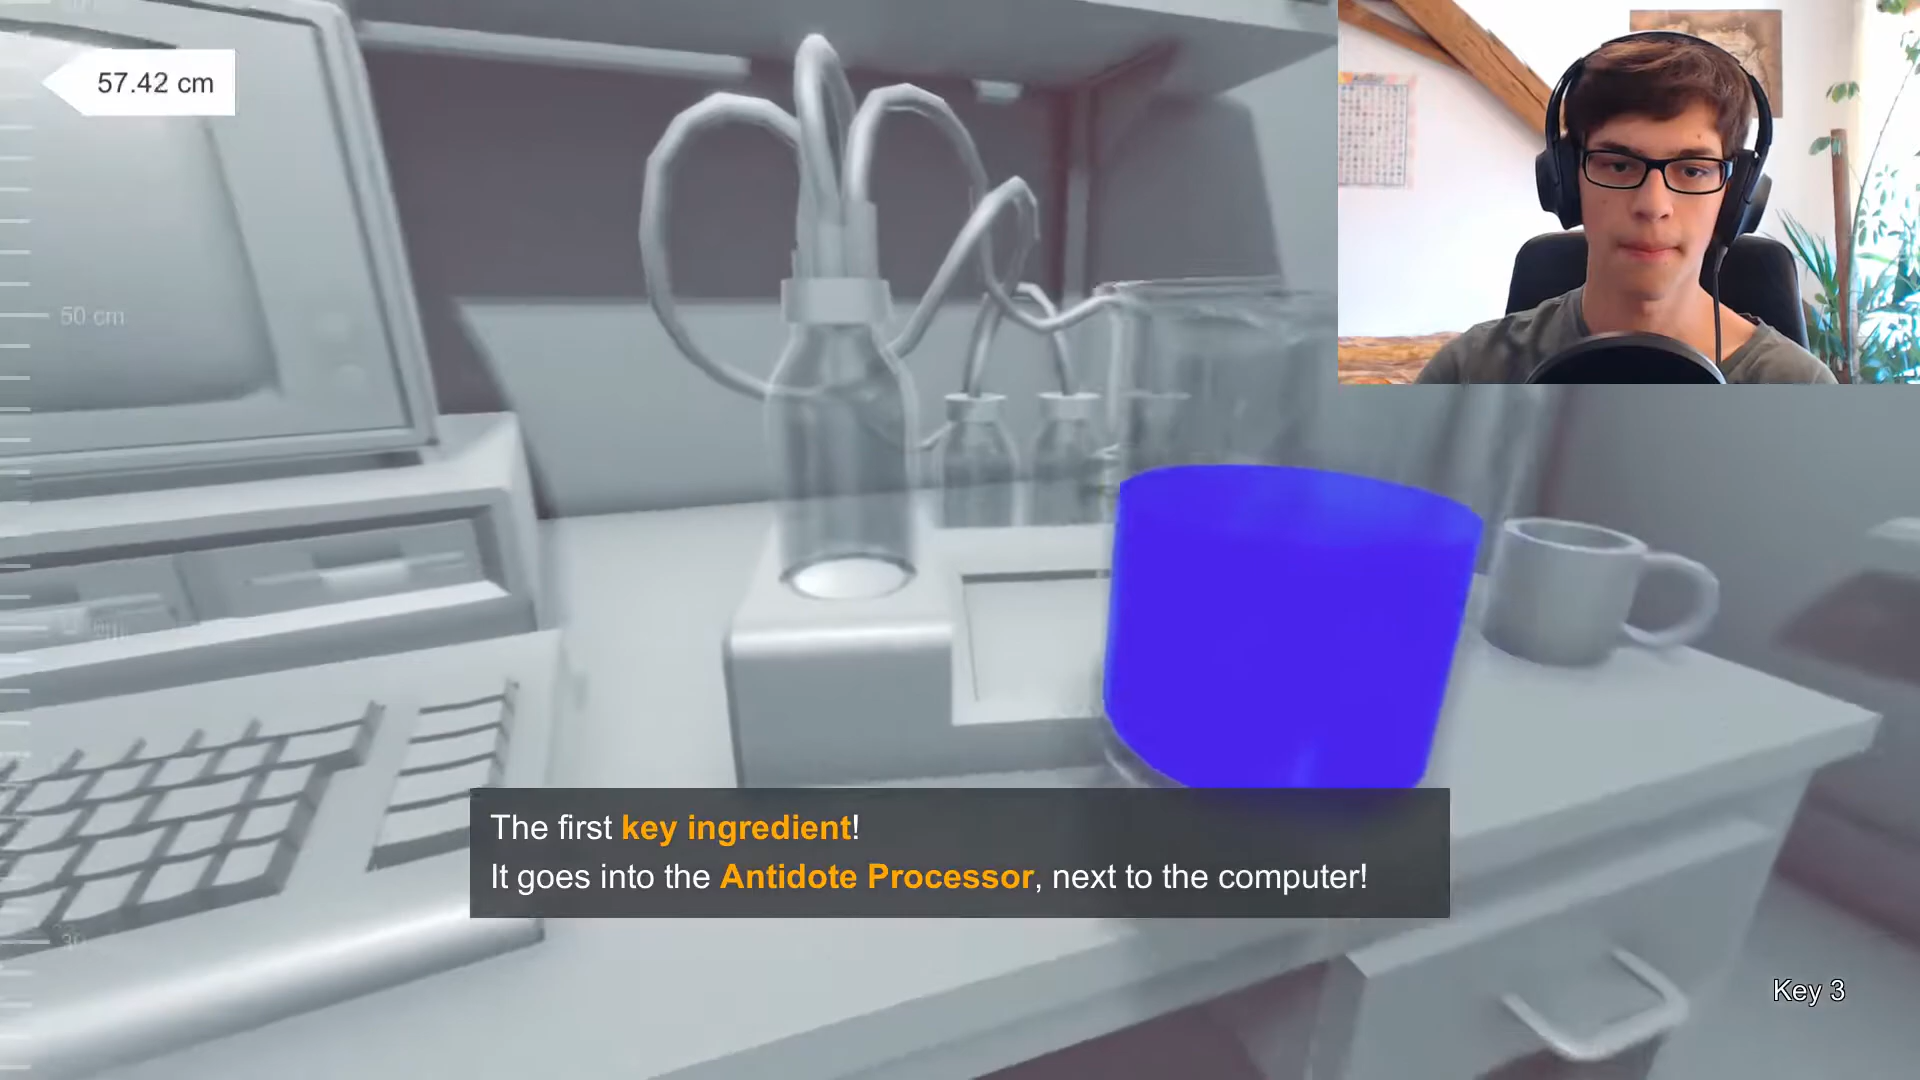 57.42 cm
50 cm
The first key ingredient!
It goes into the Antidote Processor, next to the computer!
Key 3